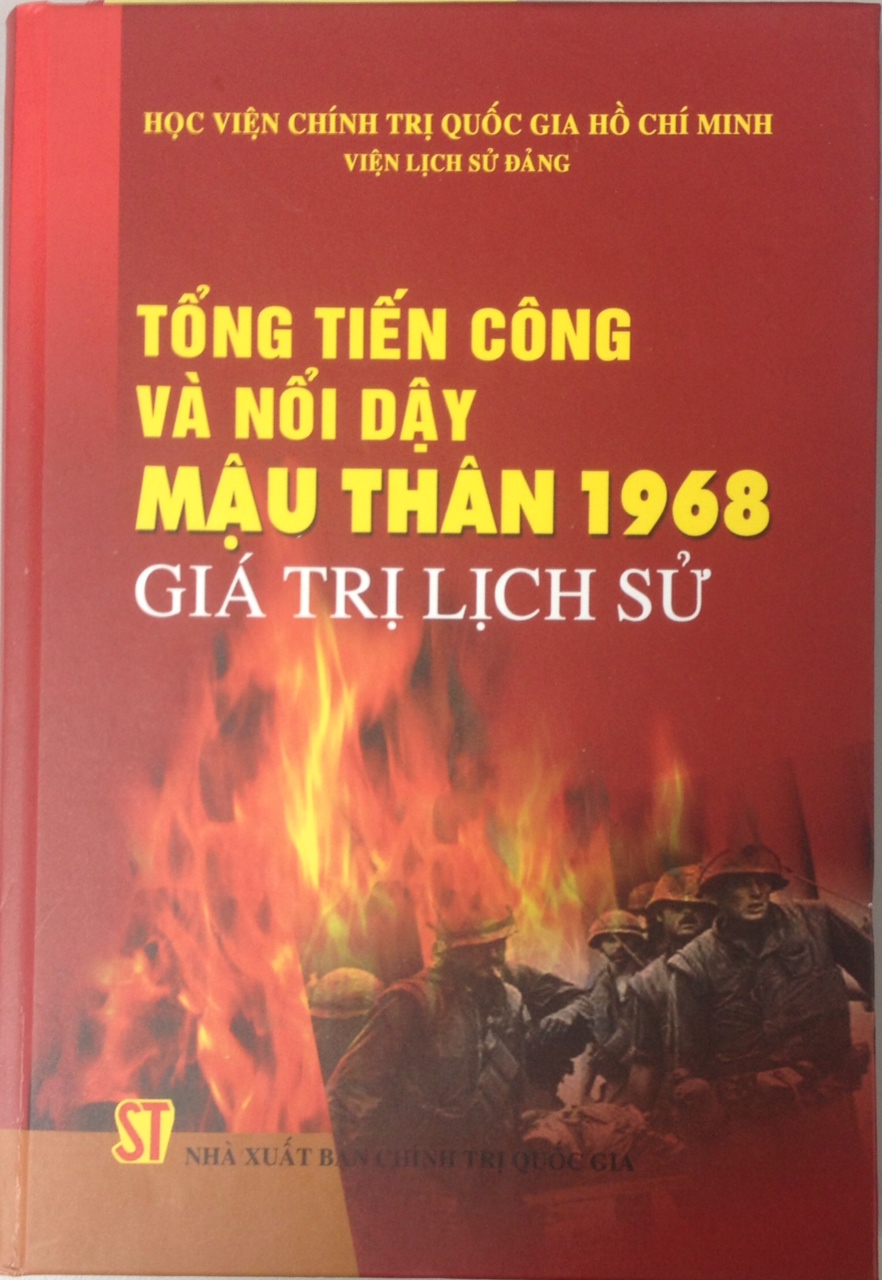 HỌC VIỆN CHÍNH TRỊ QUỐC GIA HỒ CHÍ MINH
VIỆN LỊCH SỬ ĐẢNG
TỔNG TIẾN CÔNG
VÀ NỔI DẬY
MẬU THÂN 1968
GIÁ TRỊ LỊCH SỬ
ST
NHÀ XUẤT BẢN CHÍNH TRỊ QUỐC GIA